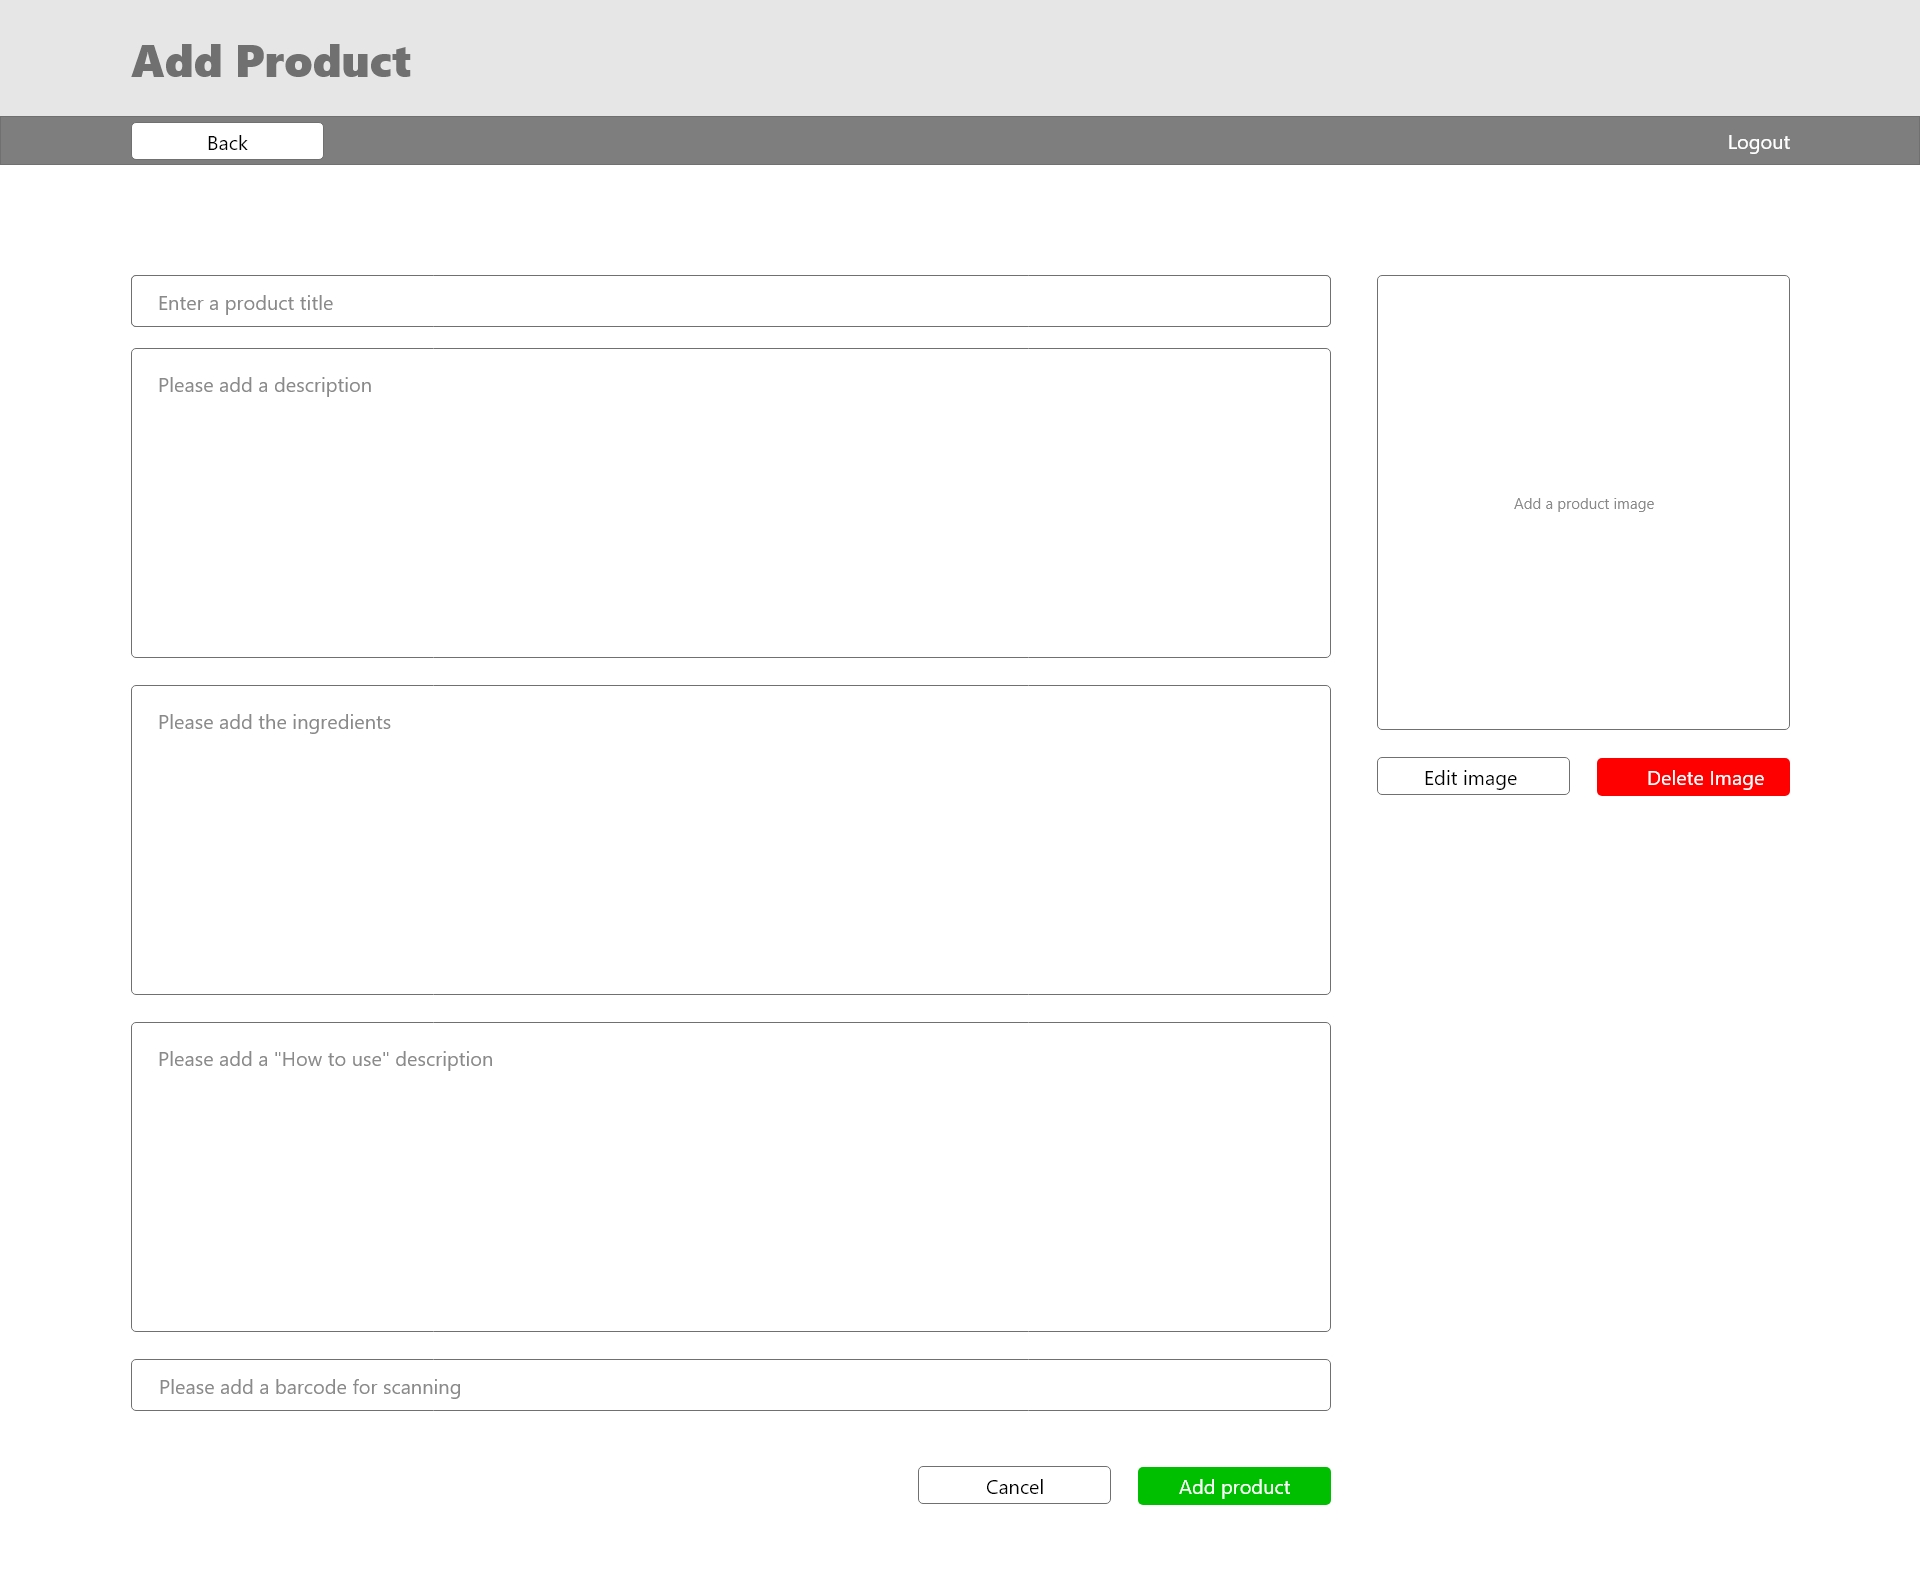 Add Product
Back
Logout
Enter a product title
Please add a description
Add a product image
Please add the ingredients
Edit image
Delete Image
Please add a "How to use" description
Please add a barcode for scanning
Cancel
Add product